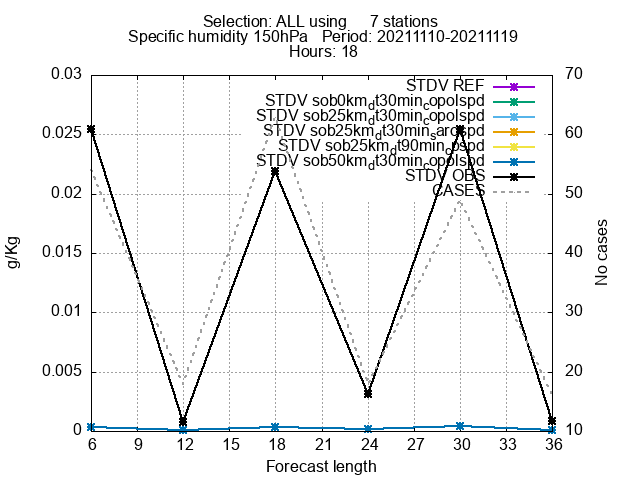 Selection: ALL using     7 stations
Specific humidity 150hPa   Period: 20211110-20211119
Hours: 18
0.03
0.025
0.02
0.015
0.01
0.005
0
g/Kg
70
60
50
40
30
20
10
No cases
STDV REF
STDV sob0km_dt30min_copolspd
STDV sob25km_dt30min_copolspd
STDV sob25km_dt30min_sarcspd
STDV sob25km_dt90min_opspd
STDV sob50km_dt30min_copolspd
STDV OBS
CASES
6 9 12 15 18 21 24 27 30 33 36
Forecast length